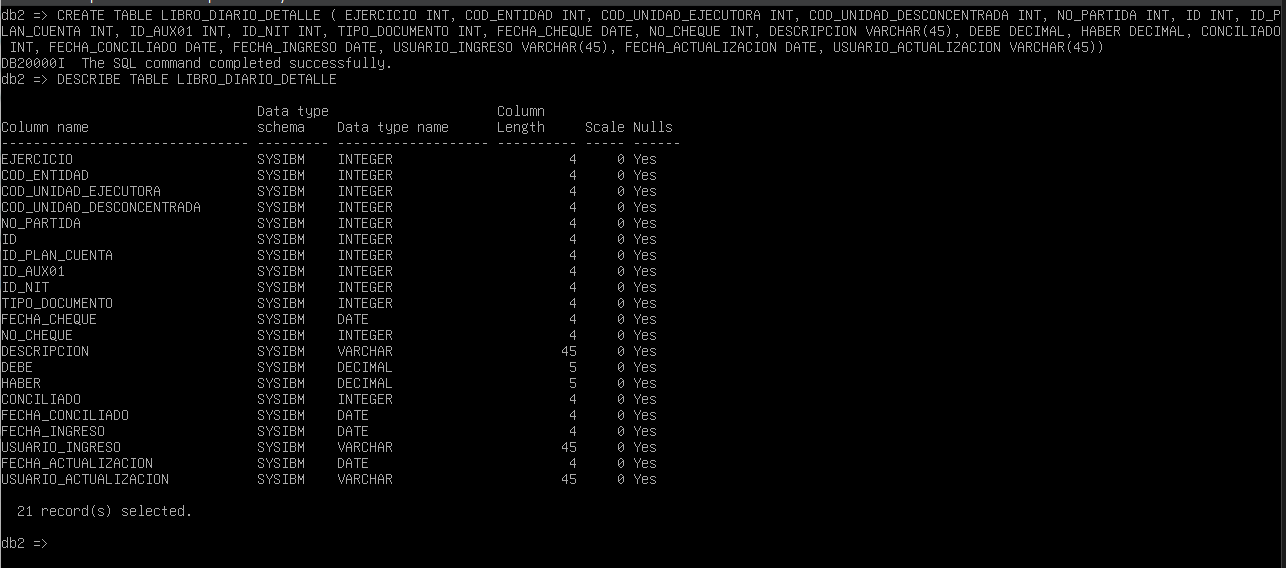 db2 => CREATE TABLE LIBRO_DIARIO_DETALLE ( EJERCICIO INT, COD_ENTIDAD INT, COD_UNIDAD_EJECUTORA INT, COD_UNIDAD_DESCONCENTRADA INT, NO_PARTIDA INT, ID INT, ID_P
LAN_CUENTA INT, ID_AUX01 INT, ID_NIT INT, TIPO_DOCUMENTO INT, FECHA_CHEQUE DATE, NO_CHEQUE INT, DESCRIPCION VARCHAR(45), DEBE DECIMAL, HABER DECIMAL, CONCILIADO
INT, FECHA_CONCILIADO DATE, FECHA_INGRESO DATE, USUARIO_INGRESO VARCHAR(45), FECHA_ACTUALIZACION DATE, USUARIO_ACTUALIZACION VARCHAR(45))
DB20000I  The SQL command completed successfully.
db2 => DESCRIBE TABLE LIBRO_DIARIO_DETALLE
                                Data type                     Column
Column name                     schema    Data type name      Length     Scale Nulls
------------------------------- --------- ------------------- ---------- ----- ------
EJERCICIO                       SYSIBM    INTEGER                      4     0 Yes
COD_ENTIDAD                     SYSIBM    INTEGER                      4     0 Yes
COD_UNIDAD_EJECUTORA            SYSIBM    INTEGER                      4     0 Yes
COD_UNIDAD_DESCONCENTRADA       SYSIBM    INTEGER                      4     0 Yes
NO_PARTIDA                      SYSIBM    INTEGER                      4     0 Yes
ID                              SYSIBM    INTEGER                      4     0 Yes
ID_PLAN_CUENTA                  SYSIBM    INTEGER                      4     0 Yes
ID_AUX01                        SYSIBM    INTEGER                      4     0 Yes
ID_NIT                          SYSIBM    INTEGER                      4     0 Yes
TIPO_DOCUMENTO                  SYSIBM    INTEGER                      4     0 Yes
FECHA_CHEQUE                    SYSIBM    DATE                         4     0 Yes
NO_CHEQUE                       SYSIBM    INTEGER                      4     0 Yes
DESCRIPCION                     SYSIBM    VARCHAR                     45     0 Yes
DEBE                            SYSIBM    DECIMAL                      5     0 Yes
HABER                           SYSIBM    DECIMAL                      5     0 Yes
CONCILIADO                      SYSIBM    INTEGER                      4     0 Yes
FECHA_CONCILIADO                SYSIBM    DATE                         4     0 Yes
FECHA_INGRESO                   SYSIBM    DATE                         4     0 Yes
USUARIO_INGRESO                 SYSIBM    VARCHAR                     45     0 Yes
FECHA_ACTUALIZACION             SYSIBM    DATE                         4     0 Yes
USUARIO_ACTUALIZACION           SYSIBM    VARCHAR                     45     0 Yes
  21 record(s) selected.
db2 =>